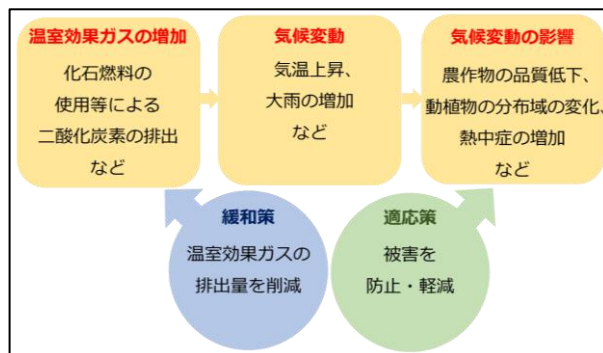 温室効果ガスの増加
化石燃料の
使用等による
二酸化炭素の排出
など
気候変動
気温上昇、
大雨の増加
など
気候変動の影響
農作物の品質低下、
動植物の分布域の変化、
熱中症の増加
など
緩和策
温室効果ガスの
排出量を削減
適応策
被害を
防止・軽減